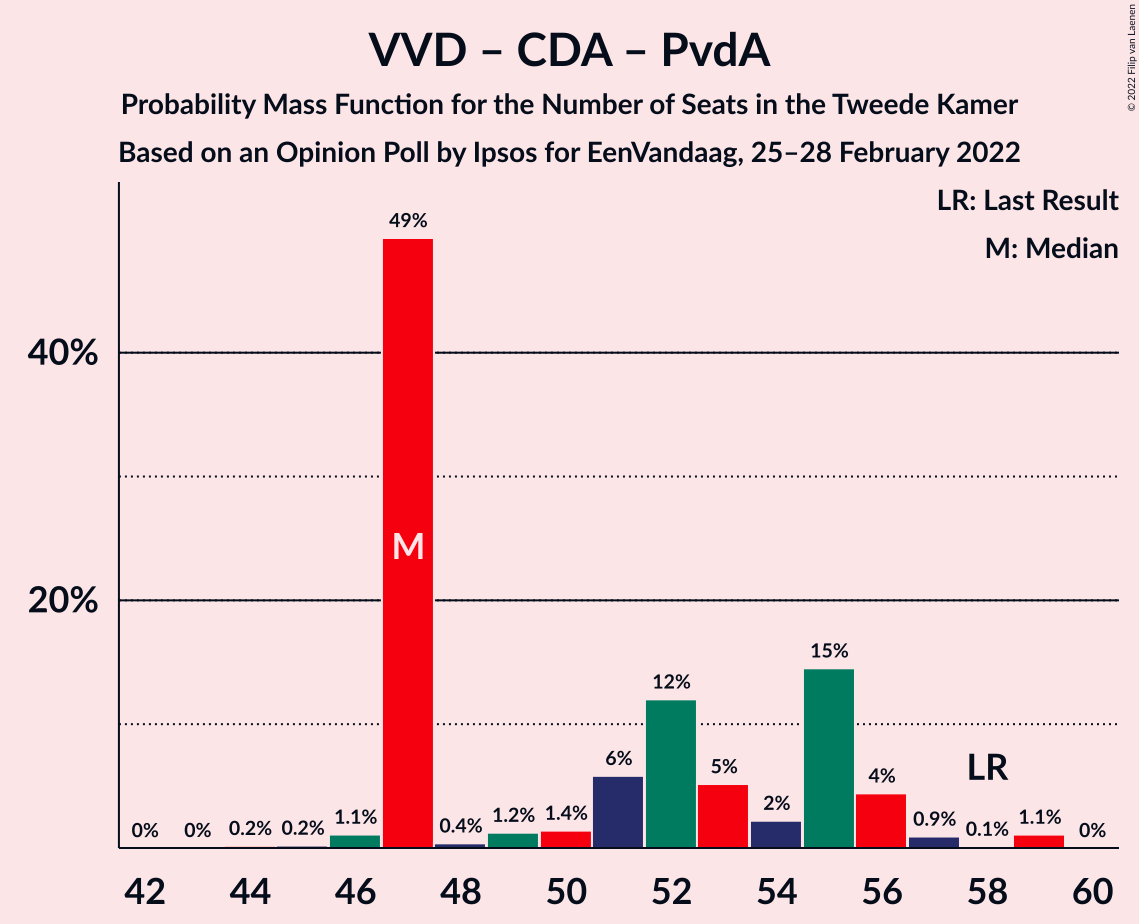 VVD – CDA – PvdA
Probability Mass Function for the Number of Seats in the Tweede Kamer
Based on an Opinion Poll by Ipsos for EenVandaag, 25–28 February 2022
© 2022 Filip van Laenen
LR: Last Result
M: Median
40%
20%
0%
0%
0.2%
0.2%
1.1%
49%
0.4%
1.2%
1.4%
6%
12%
5%
2%
15%
4%
0.9%
0.1%
1.1%
0%
M
LR
42 44 46 48 50 52 54 56 58 60